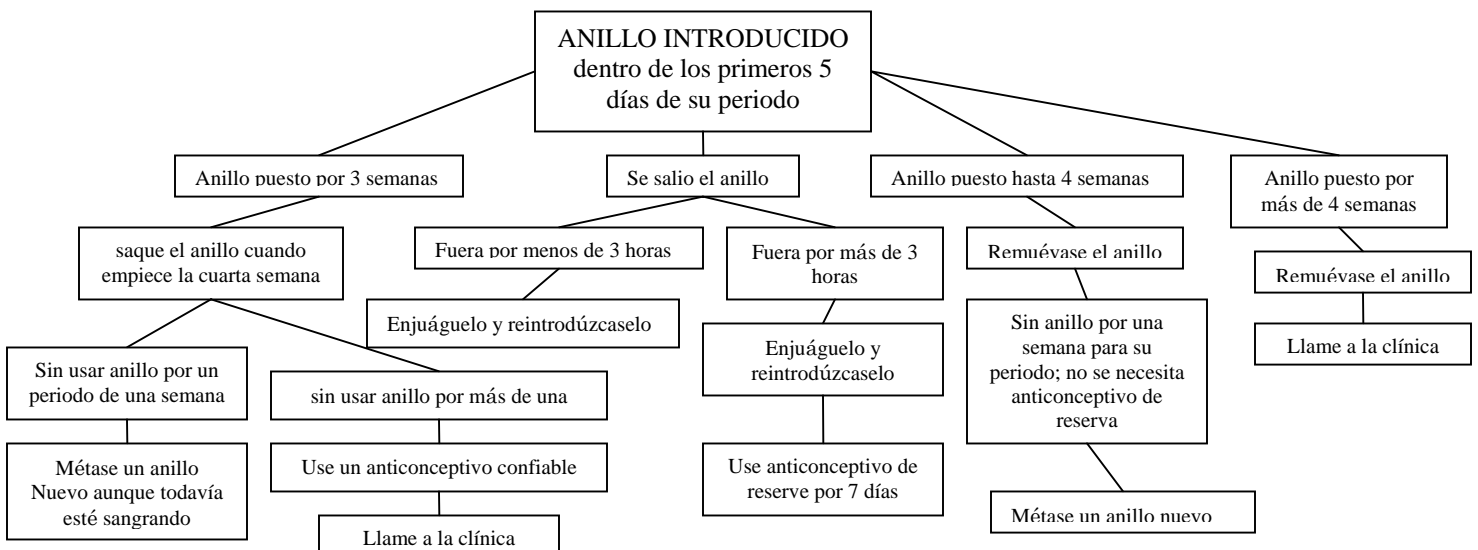 ANILLO INTRODUCIDO
dentro de los primeros 5
días de su periodo
Anillo puesto por 3 semanas
Se salio el anillo
Anillo puesto hasta 4 semanas
Anillo puesto por
más de 4 semanas
saque el anillo cuando
empiece la cuarta semana
Fuera por menos de 3 horas
Fuera por más de 3
horas
Remuévase el anillo
Remuévase el anillo
Enjuáguelo y reintrodúzcaselo
Enjuáguelo y
reintrodúzcaselo
Sin anillo por una
semana para su
periodo; no se necesita
anticonceptivo de
reserva
Llame a la clínica
Sin usar anillo por un
periodo de una semana
sin usar anillo por más de una
Métase un anillo
Nuevo aunque todavía
esté sangrando
Use un anticonceptivo confiable
Use anticonceptivo de
reserve por 7 días
Métase un anillo nuevo
Llame a la clínica